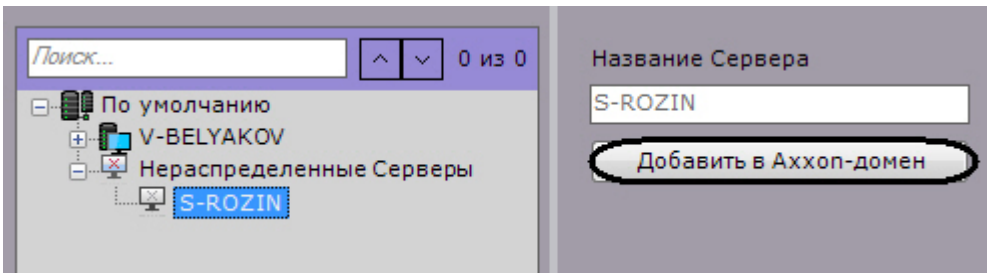 Поиск...
0 из 0
По умолчанию
V-BELYAKOV
Нераспределенные Серверы
S-ROZIN
Название Сервера
S-ROZIN
Добавить в Axxon-домен